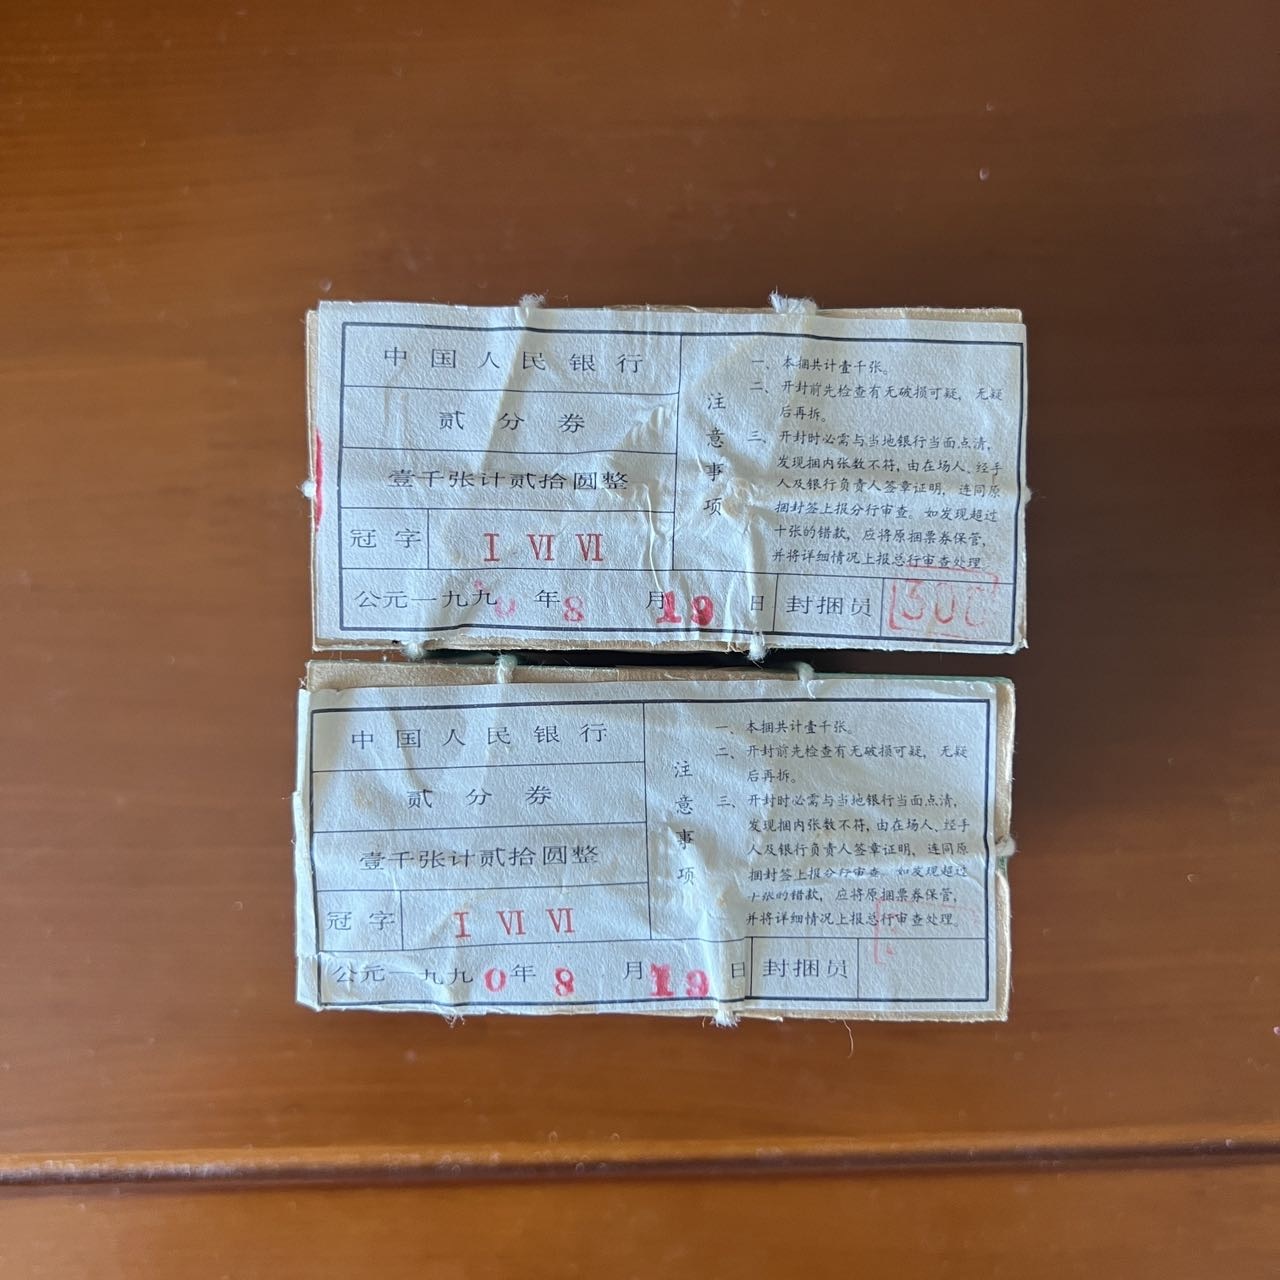 中国人民银行
贰分券
壹千张计贰拾圆整
冠字 Ⅰ Ⅵ Ⅵ
公元一九九0年8月19日
注意事项
一、本捆共计壹千张。
二、开封前先检查有无破损可疑，无疑
后再拆。
三、开封时必需与当地银行当面点清，
发现捆内张数不符，由在场人、经手
人及银行负责人签章证明，连同原
捆封签上报分行审查。如发现超过
十张的错款，应将原捆票券保管，
并将详细情况上报总行审查处理。
封捆员 300
中国人民银行
贰分券
壹千张计贰拾圆整
冠字 Ⅰ Ⅵ Ⅵ
公元一九九0年8月19日
注意事项
一、本捆共计壹千张。
二、开封前先检查有无破损可疑，无疑
后再拆。
三、开封时必需与当地银行当面点清，
发现捆内张数不符，由在场人、经手
人及银行负责人签章证明，连同原
捆封签上报分行审查。如发现超过
十张的错款，应将原捆票券保管，
并将详细情况上报总行审查处理。
封捆员